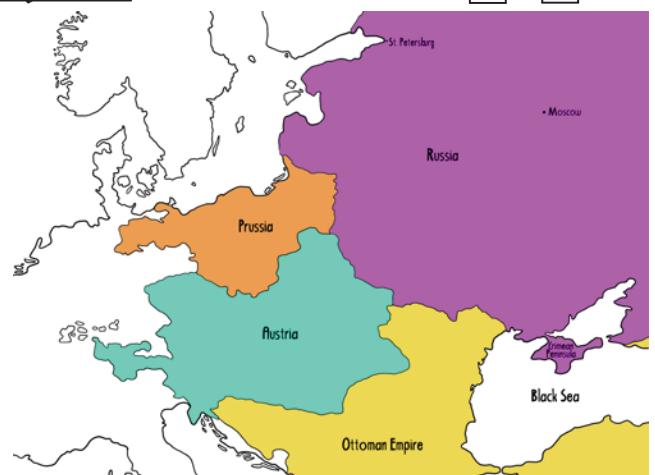 St Petersburg
Moscow
Russia
Prussia
Austria
Crimean
Peninsula
Black Sea
Ottoman Empire